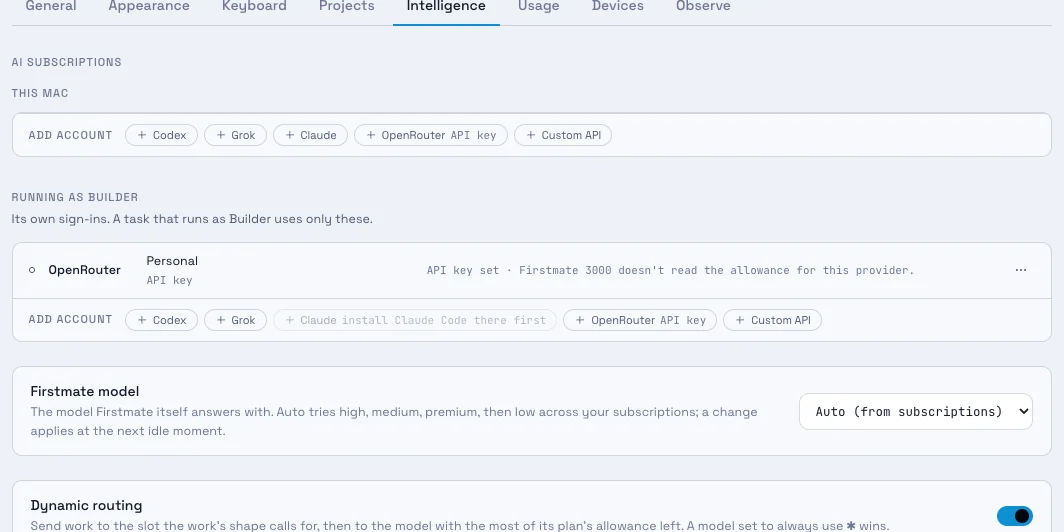 General Appearance Keyboard Projects Intelligence Usage Devices Observe
AI SUBSCRIPTIONS
THIS MAC
ADD ACCOUNT + Codex + Grok + Claude + OpenRouter API key + Custom API
RUNNING AS BUILDER
Its own sign-ins. A task that runs as Builder uses only these.
OpenRouter Personal API key set · Firstmate 3000 doesn't read the allowance for this provider. ...
API key
ADD ACCOUNT + Codex + Grok + Claude install Claude Code there first + OpenRouter API key + Custom API
Firstmate model
The model Firstmate itself answers with. Auto tries high, medium, premium, then low across your subscriptions; a change
applies at the next idle moment.
Auto (from subscriptions)
Dynamic routing
Send work to the slot the work's shape calls for, then to the model with the most of its plan's allowance left. A model set to always use ✱ wins.